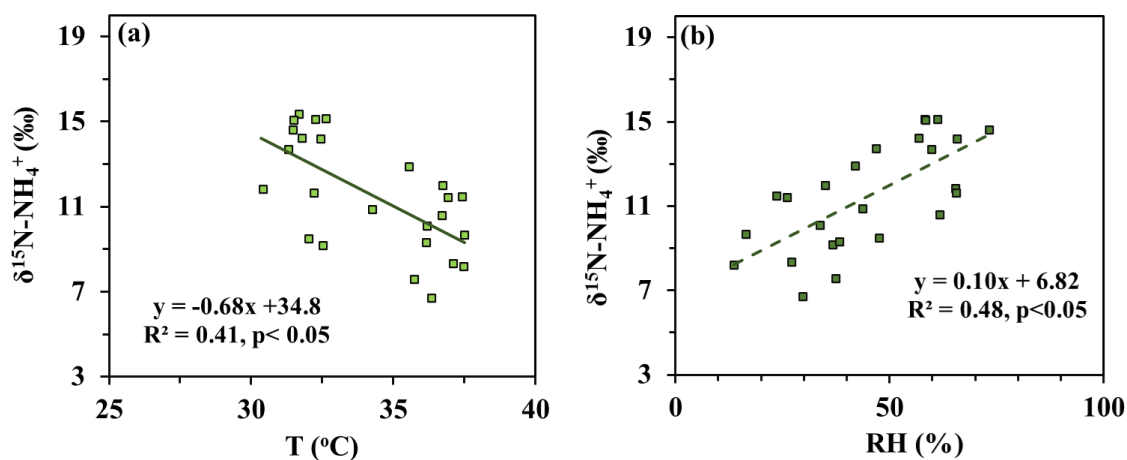 (a)
δ¹⁵N-NH₄⁺ (‰)
19
15
11
7
3
y = -0.68x +34.8
R² = 0.41, p< 0.05
25
30
35
40
T (ºC)
(b)
δ¹⁵N-NH₄⁺ (‰)
19
15
11
7
3
y = 0.10x + 6.82
R² = 0.48, p<0.05
0
50
100
RH (%)